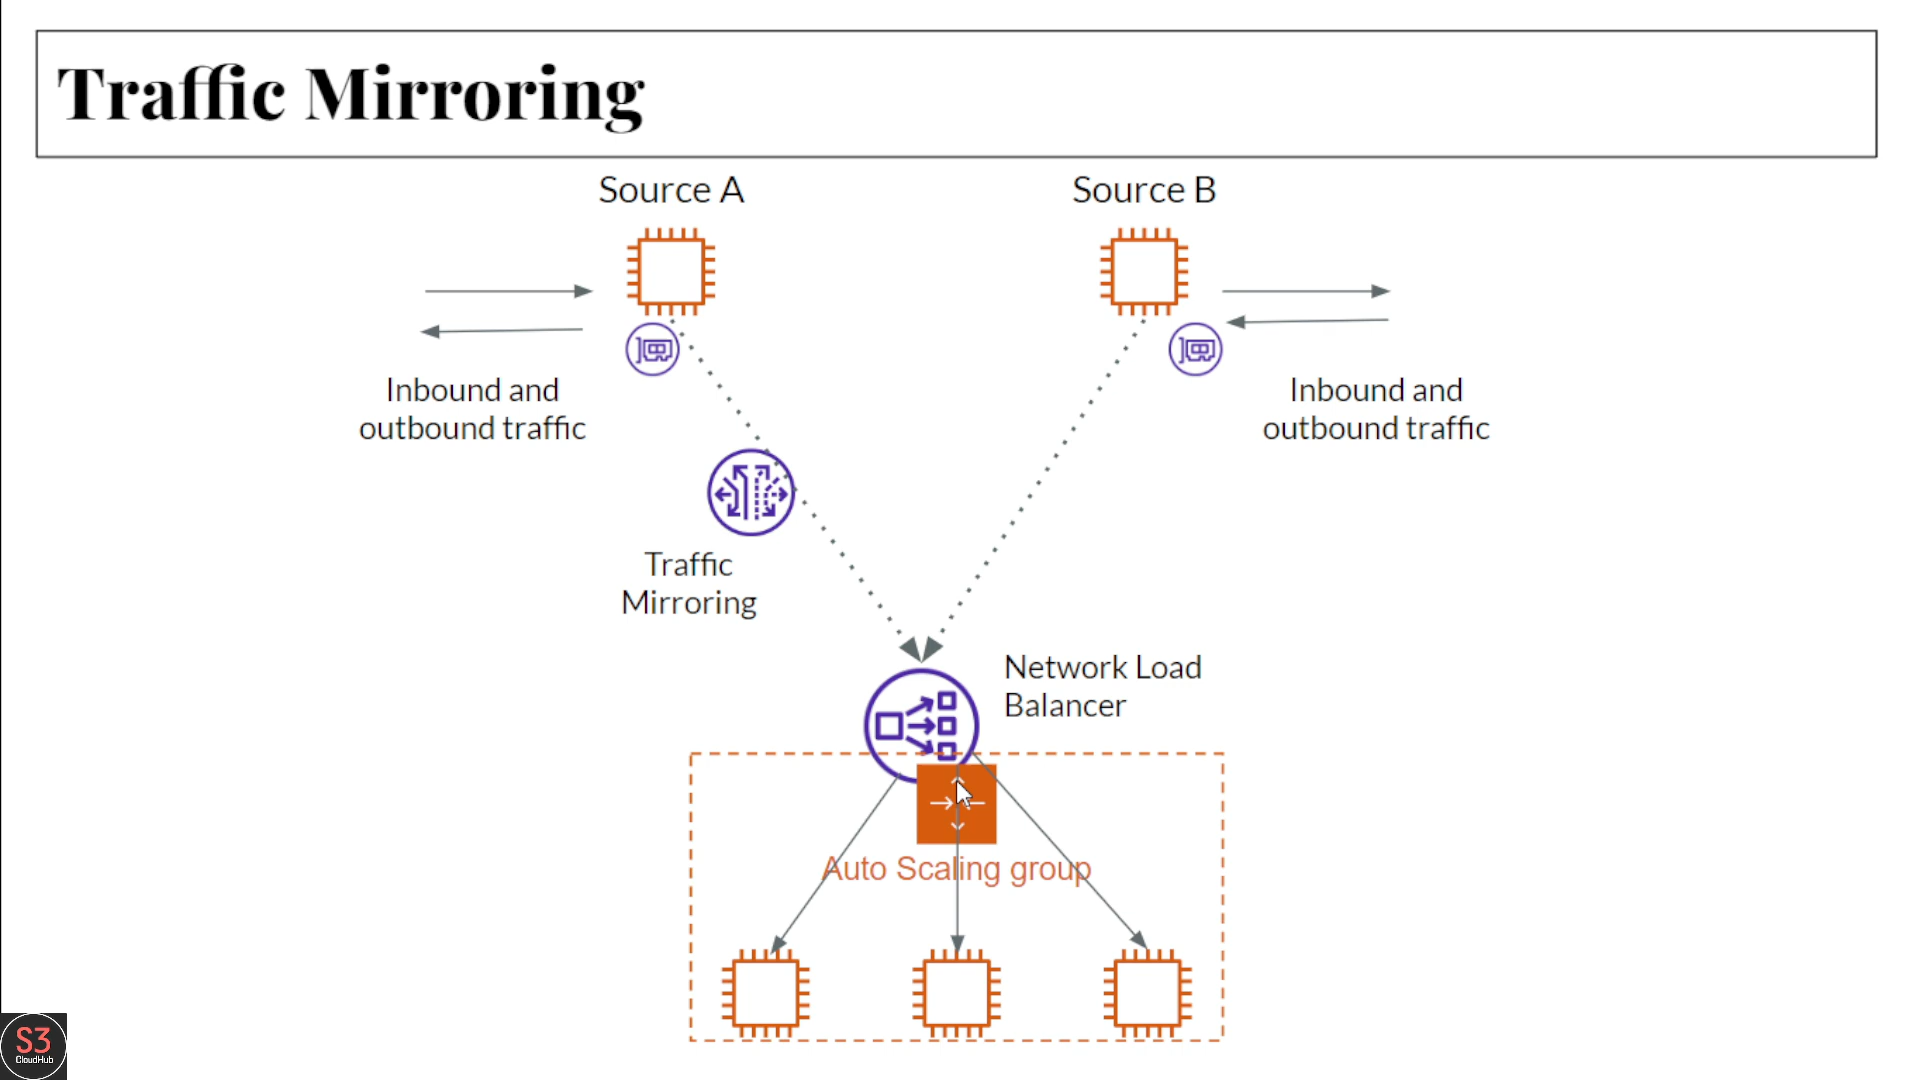 Traffic Mirroring
Source A
Source B
Inbound and
outbound traffic
Inbound and
outbound traffic
Traffic
Mirroring
Network Load
Balancer
Auto Scaling group
S3
CloudHub